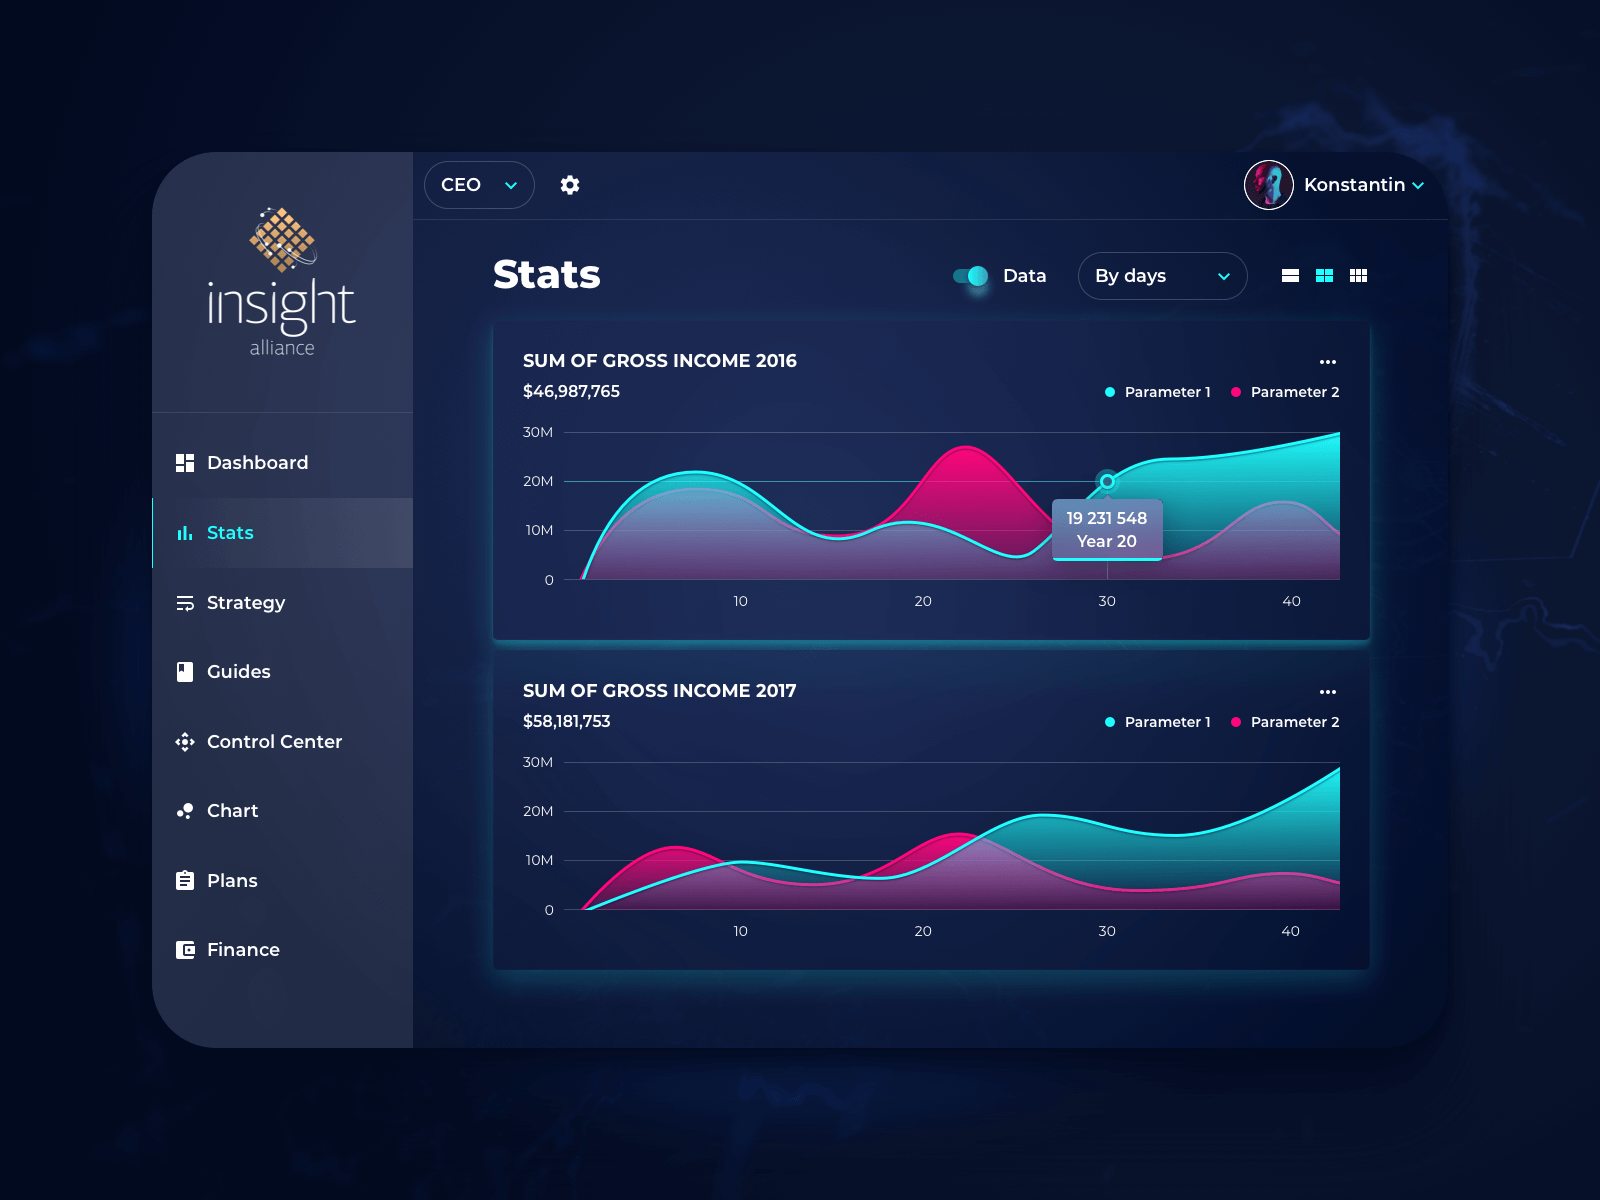 insight
alliance
Dashboard
Stats
Strategy
Guides
Control Center
Chart
Plans
Finance
CEO
Konstantin
Stats
Data
By days
SUM OF GROSS INCOME 2016
$46,987,765
Parameter 1
Parameter 2
30M
20M
10M
0
19 231 548
Year 20
10
20
30
40
SUM OF GROSS INCOME 2017
$58,181,753
Parameter 1
Parameter 2
30M
20M
10M
0
10
20
30
40